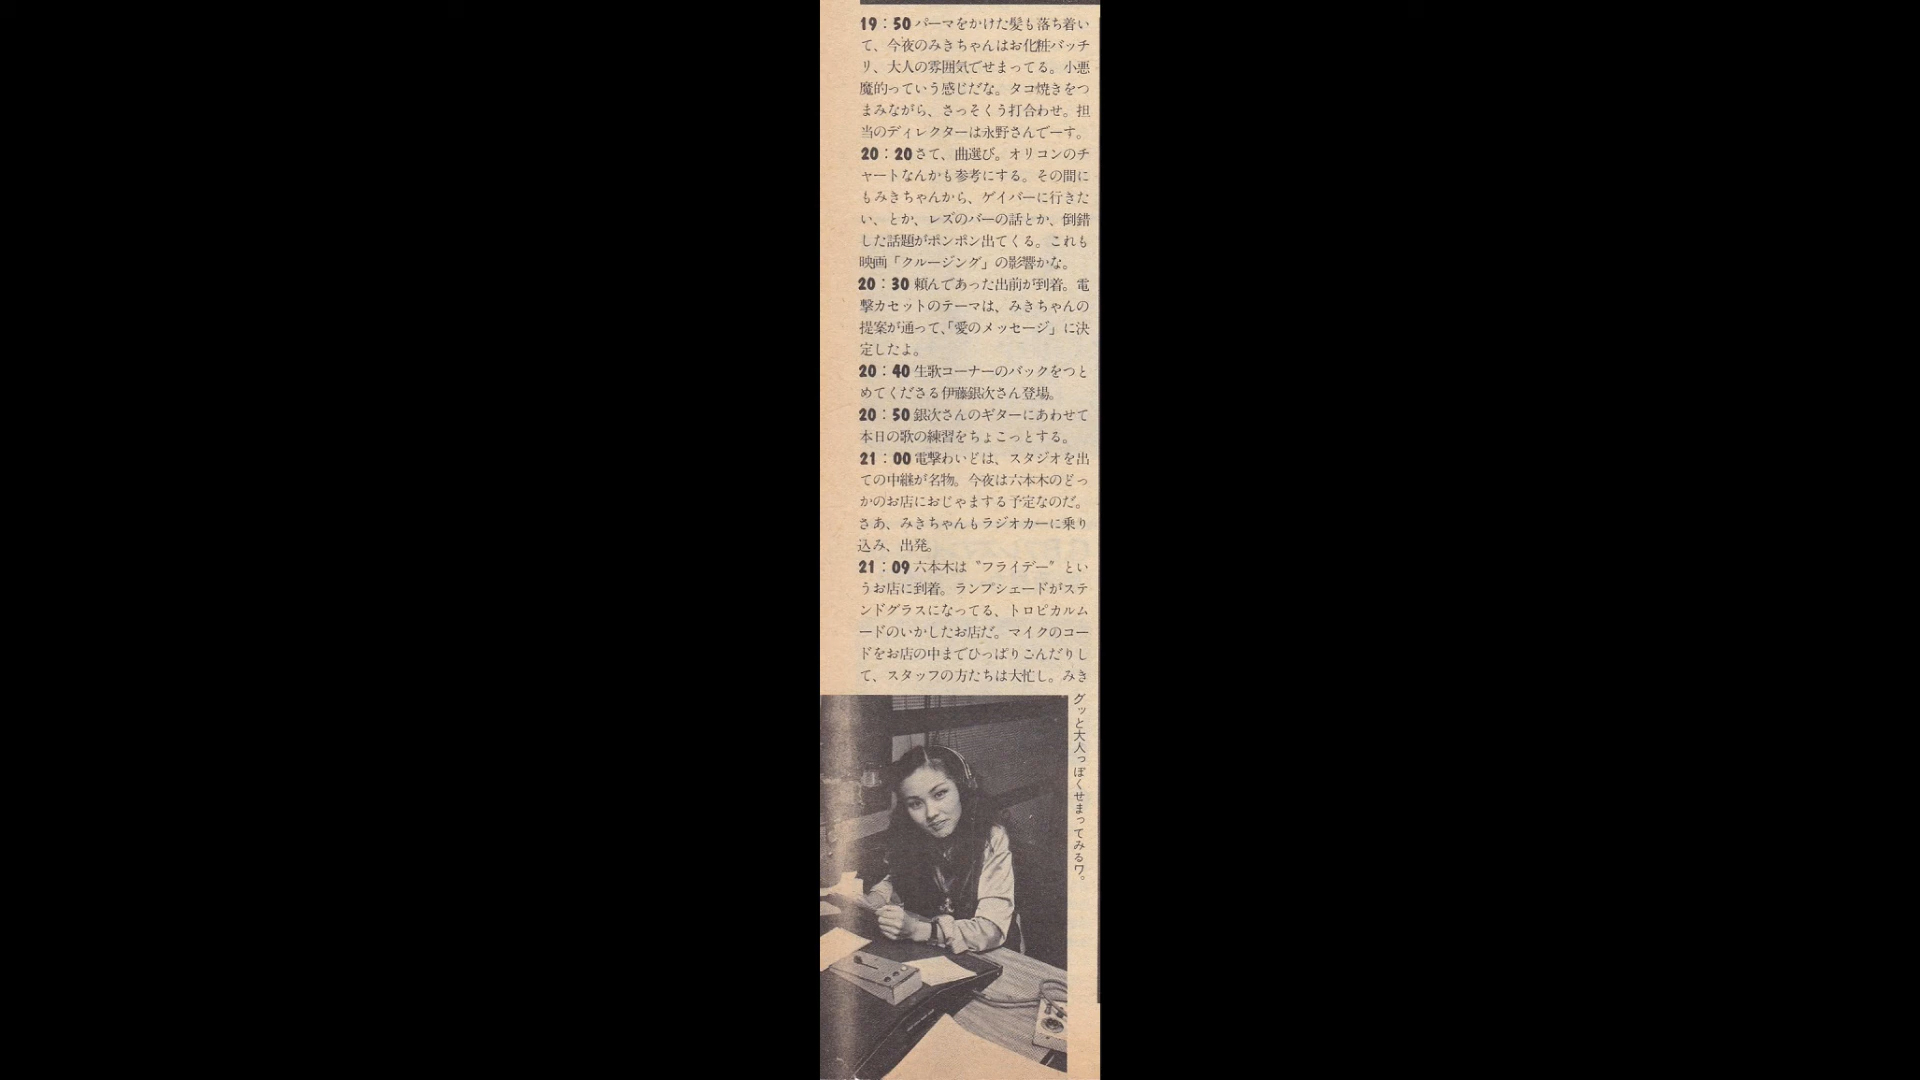 19：50 パーマをかけた髪も落ち着い
て、今夜のみきちゃんはお化粧バッチ
リ、大人の雰囲気でせまってる。小悪
魔的っていう感じだな。タコ焼きをつ
まみながら、さっそくう打合わせ。担
当のディレクターは永野さんでーす。
20：20 さて、曲選び。オリコンのチ
ャートなんかも参考にする。その間に
もみきちゃんから、ゲイバーに行きた
い、とか、レズのバーの話とか、倒錯
した話題がポンポン出てくる。これも
映画「クルージング」の影響かな。
20：30 頼んであった出前が到着。電
撃カセットのテーマは、みきちゃんの
提案が通って、「愛のメッセージ」に決
定したよ。
20：40 生歌コーナーのバックをつと
めてくださる伊藤銀次さん登場。
20：50 銀次さんのギターにあわせて
本日の歌の練習をちょこっとする。
21：00 電撃わいどは、スタジオを出
ての中継が名物。今夜は六本木のどっ
かのお店におじゃまする予定なのだ。
さあ、みきちゃんもラジオカーに乗り
込み、出発。
21：09 六本木は〝フライデー〞とい
うお店に到着。ランプシェードがステ
ンドグラスになってる、トロピカルム
ードのいかしたお店だ。マイクのコー
ドをお店の中までひっぱりこんだりし
て、スタッフの方たちは大忙し。みき
グッと大人っぽくせまってみるワ。